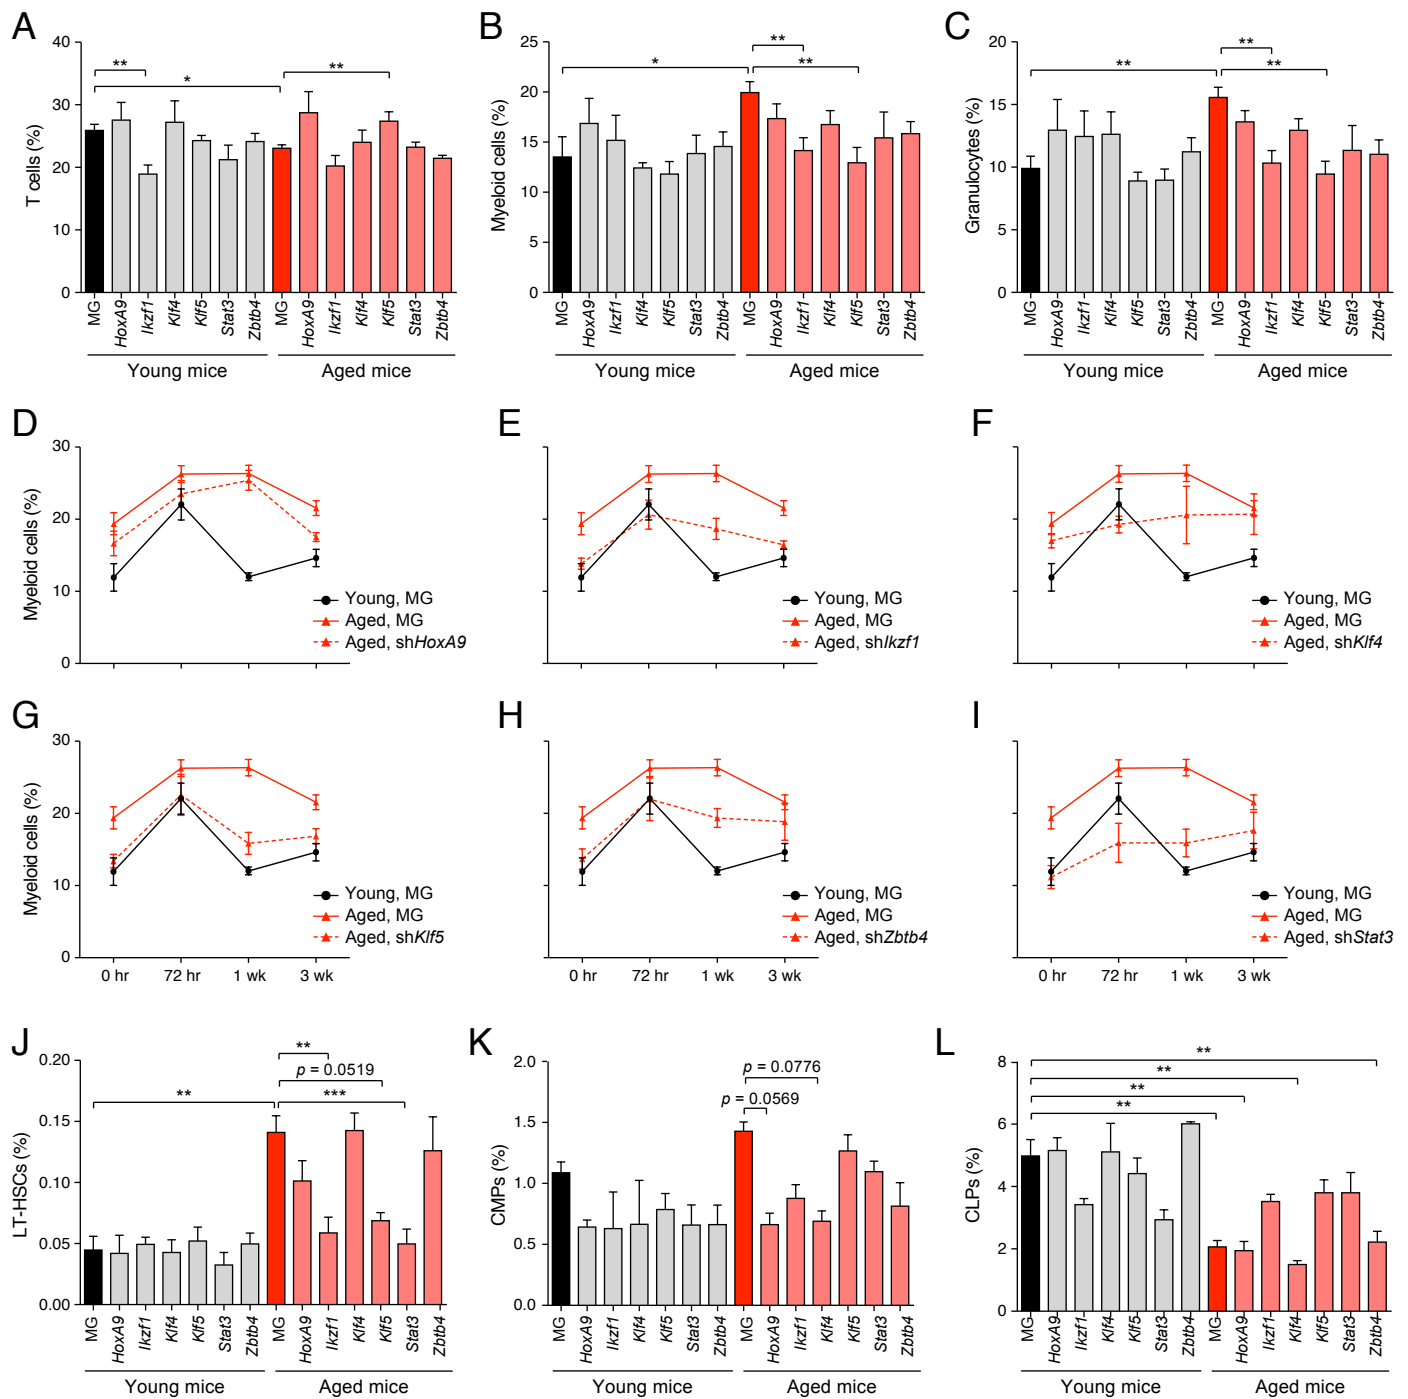 A
B
C
T cells (%)
40
30
20
10
0
**
*
**
MG
HoxA9
Ikzf1
Klf4
Klf5
Stat3
Zbtb4
MG
HoxA9
Ikzf1
Klf4
Klf5
Stat3
Zbtb4
Young mice
Aged mice
Myeloid cells (%)
25
20
15
10
5
0
*
**
**
MG
HoxA9
Ikzf1
Klf4
Klf5
Stat3
Zbtb4
MG
HoxA9
Ikzf1
Klf4
Klf5
Stat3
Zbtb4
Young mice
Aged mice
Granulocytes (%)
20
15
10
5
0
**
**
**
MG
HoxA9
Ikzf1
Klf4
Klf5
Stat3
Zbtb4
MG
HoxA9
Ikzf1
Klf4
Klf5
Stat3
Zbtb4
Young mice
Aged mice
D
Myeloid cells (%)
30
20
10
0
Young, MG
Aged, MG
Aged, shHoxA9
E
Young, MG
Aged, MG
Aged, shIkzf1
F
Young, MG
Aged, MG
Aged, shKlf4
G
Myeloid cells (%)
30
20
10
0
Young, MG
Aged, MG
Aged, shKlf5
0 hr
72 hr
1 wk
3 wk
H
Young, MG
Aged, MG
Aged, shZbtb4
0 hr
72 hr
1 wk
3 wk
I
Young, MG
Aged, MG
Aged, shStat3
0 hr
72 hr
1 wk
3 wk
J
LT-HSCs (%)
0.20
0.15
0.10
0.05
0.00
**
p = 0.0519
**
***
MG
HoxA9
Ikzf1
Klf4
Klf5
Stat3
Zbtb4
MG
HoxA9
Ikzf1
Klf4
Klf5
Stat3
Zbtb4
Young mice
Aged mice
K
CMPs (%)
2.0
1.5
1.0
0.5
0.0
p = 0.0776
p = 0.0569
MG
HoxA9
Ikzf1
Klf4
Klf5
Stat3
Zbtb4
MG
HoxA9
Ikzf1
Klf4
Klf5
Stat3
Zbtb4
Young mice
Aged mice
L
CLPs (%)
8
6
4
2
0
**
**
**
**
MG
HoxA9
Ikzf1
Klf4
Klf5
Stat3
Zbtb4
MG
HoxA9
Ikzf1
Klf4
Klf5
Stat3
Zbtb4
Young mice
Aged mice